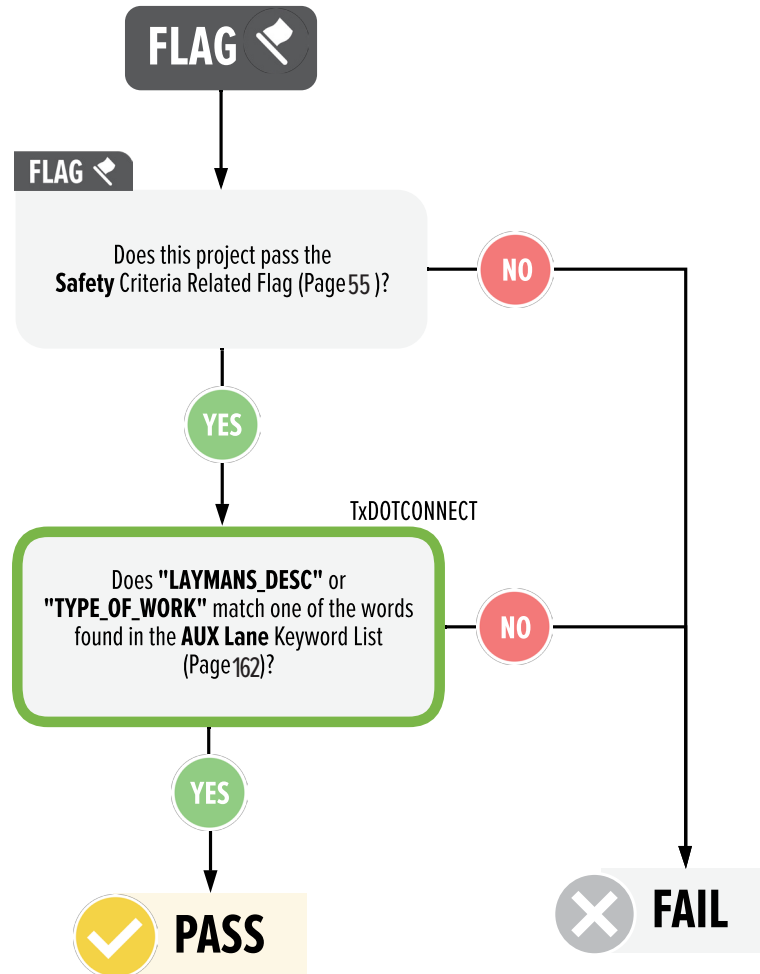 FLAG
FLAG
Does this project pass the
Safety Criteria Related Flag (Page 55 )?
NO
YES
TxDOTCONNECT
Does "LAYMANS_DESC" or
"TYPE_OF_WORK" match one of the words
found in the AUX Lane Keyword List
(Page 162)?
NO
YES
PASS
FAIL